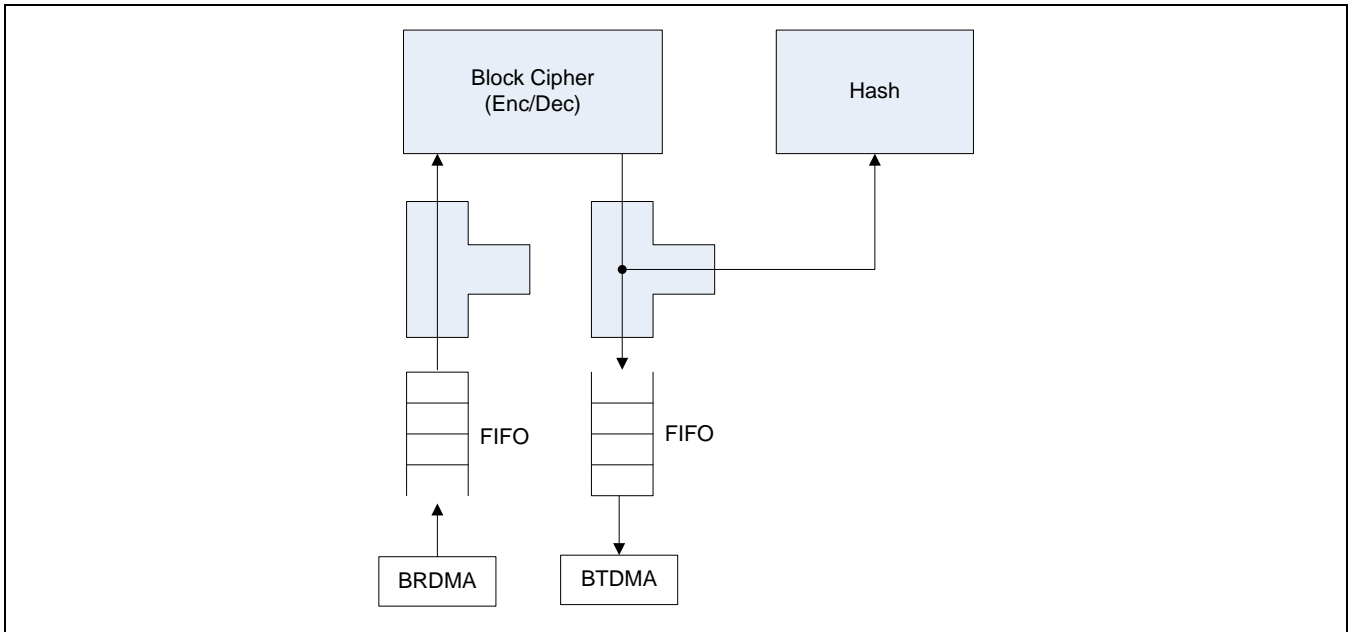 Block Cipher
(Enc/Dec)
Hash
FIFO
FIFO
BRDMA
BTDMA